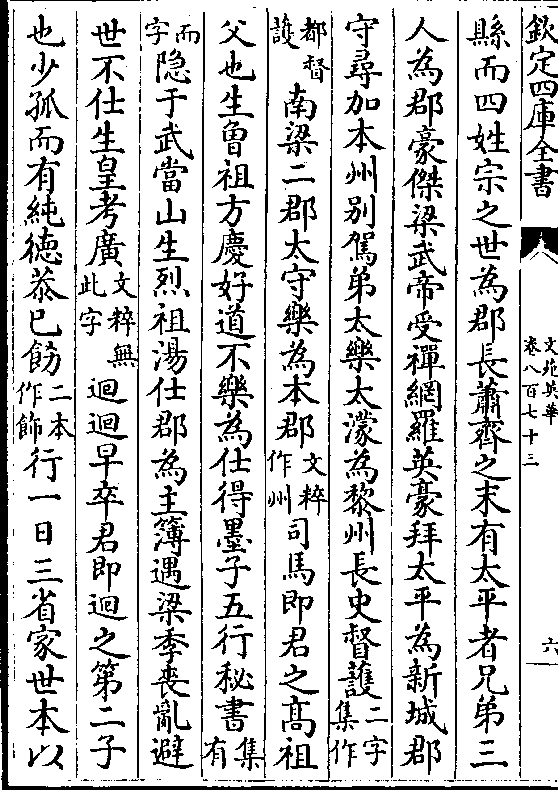 欽定四庫全書
文苑英華
卷八百七十三
六
縣而四姓宗之世為郡長蕭齊之末有太平者兄弟三
人為郡豪傑梁武帝受禪網羅英豪拜太平為新城郡
守尋加本州别駕弟太樂太濛為黎州長史督䕶二字集作
都督䕶南梁二郡太守樂為本郡文粹作州司馬即君之髙祖
父也生曾祖方慶好道不樂為仕得墨子五行秘書集有
而字隐于武當山生烈祖湯仕郡為主簿遇梁季䘮亂避
世不仕生皇考廣文粹無此字迴迴早卒君即迴之第二子
也少孤而有純徳恭已飭二本作飾行一日三省家世本以